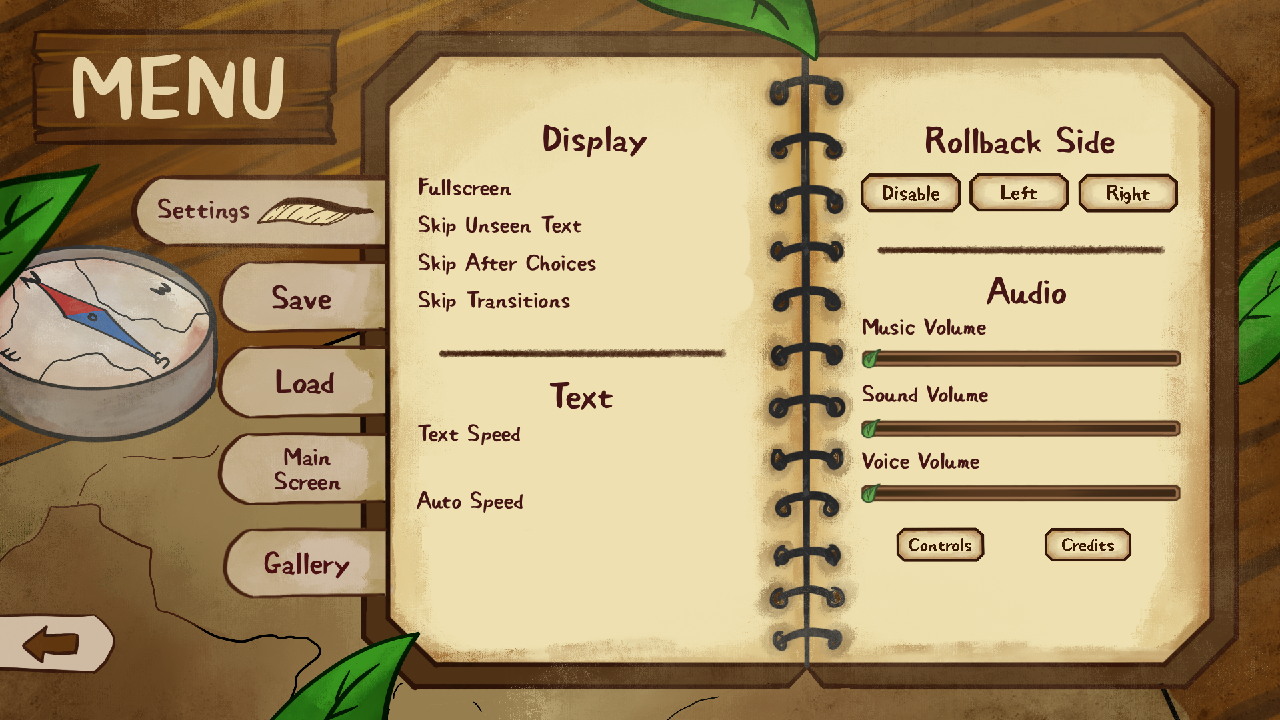 MENU
Settings
Save
Load
Main
Screen
Gallery
N
W
E
S
Display
Fullscreen
Skip Unseen Text
Skip After Choices
Skip Transitions
Text
Text Speed
Auto Speed
Rollback Side
Disable
Left
Right
Audio
Music Volume
Sound Volume
Voice Volume
Controls
Credits